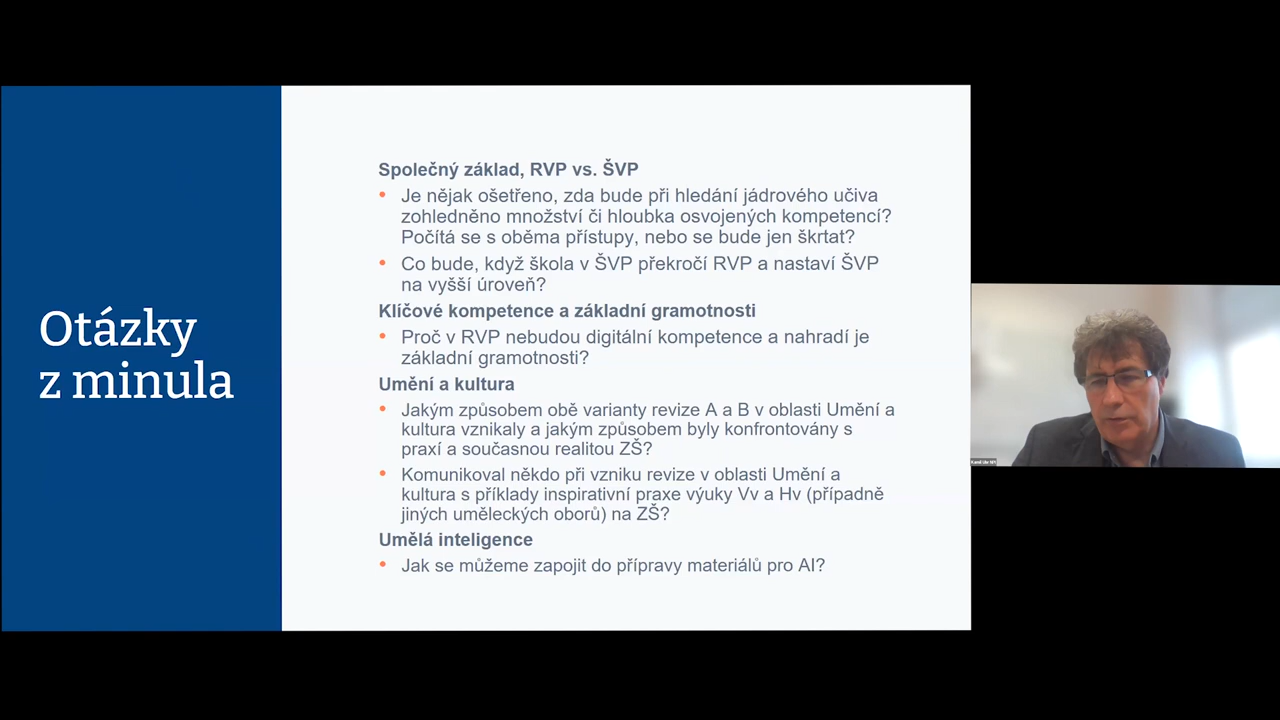 Otázky
z minula
Společný základ, RVP vs. ŠVP
• Je nějak ošetřeno, zda bude při hledání jádrového učiva
zohledněno množství či hloubka osvojených kompetencí?
Počítá se s oběma přístupy, nebo se bude jen škrtat?
• Co bude, když škola v ŠVP překročí RVP a nastaví ŠVP
na vyšší úroveň?
Klíčové kompetence a základní gramotnosti
• Proč v RVP nebudou digitální kompetence a nahradí je
základní gramotnosti?
Umění a kultura
• Jakým způsobem obě varianty revize A a B v oblasti Umění a
kultura vznikaly a jakým způsobem byly konfrontovány s
praxí a současnou realitou ZŠ?
• Komunikoval někdo při vzniku revize v oblasti Umění a
kultura s příklady inspirativní praxe výuky Vv a Hv (případně
jiných uměleckých oborů) na ZŠ?
Umělá inteligence
• Jak se můžeme zapojit do přípravy materiálů pro AI?